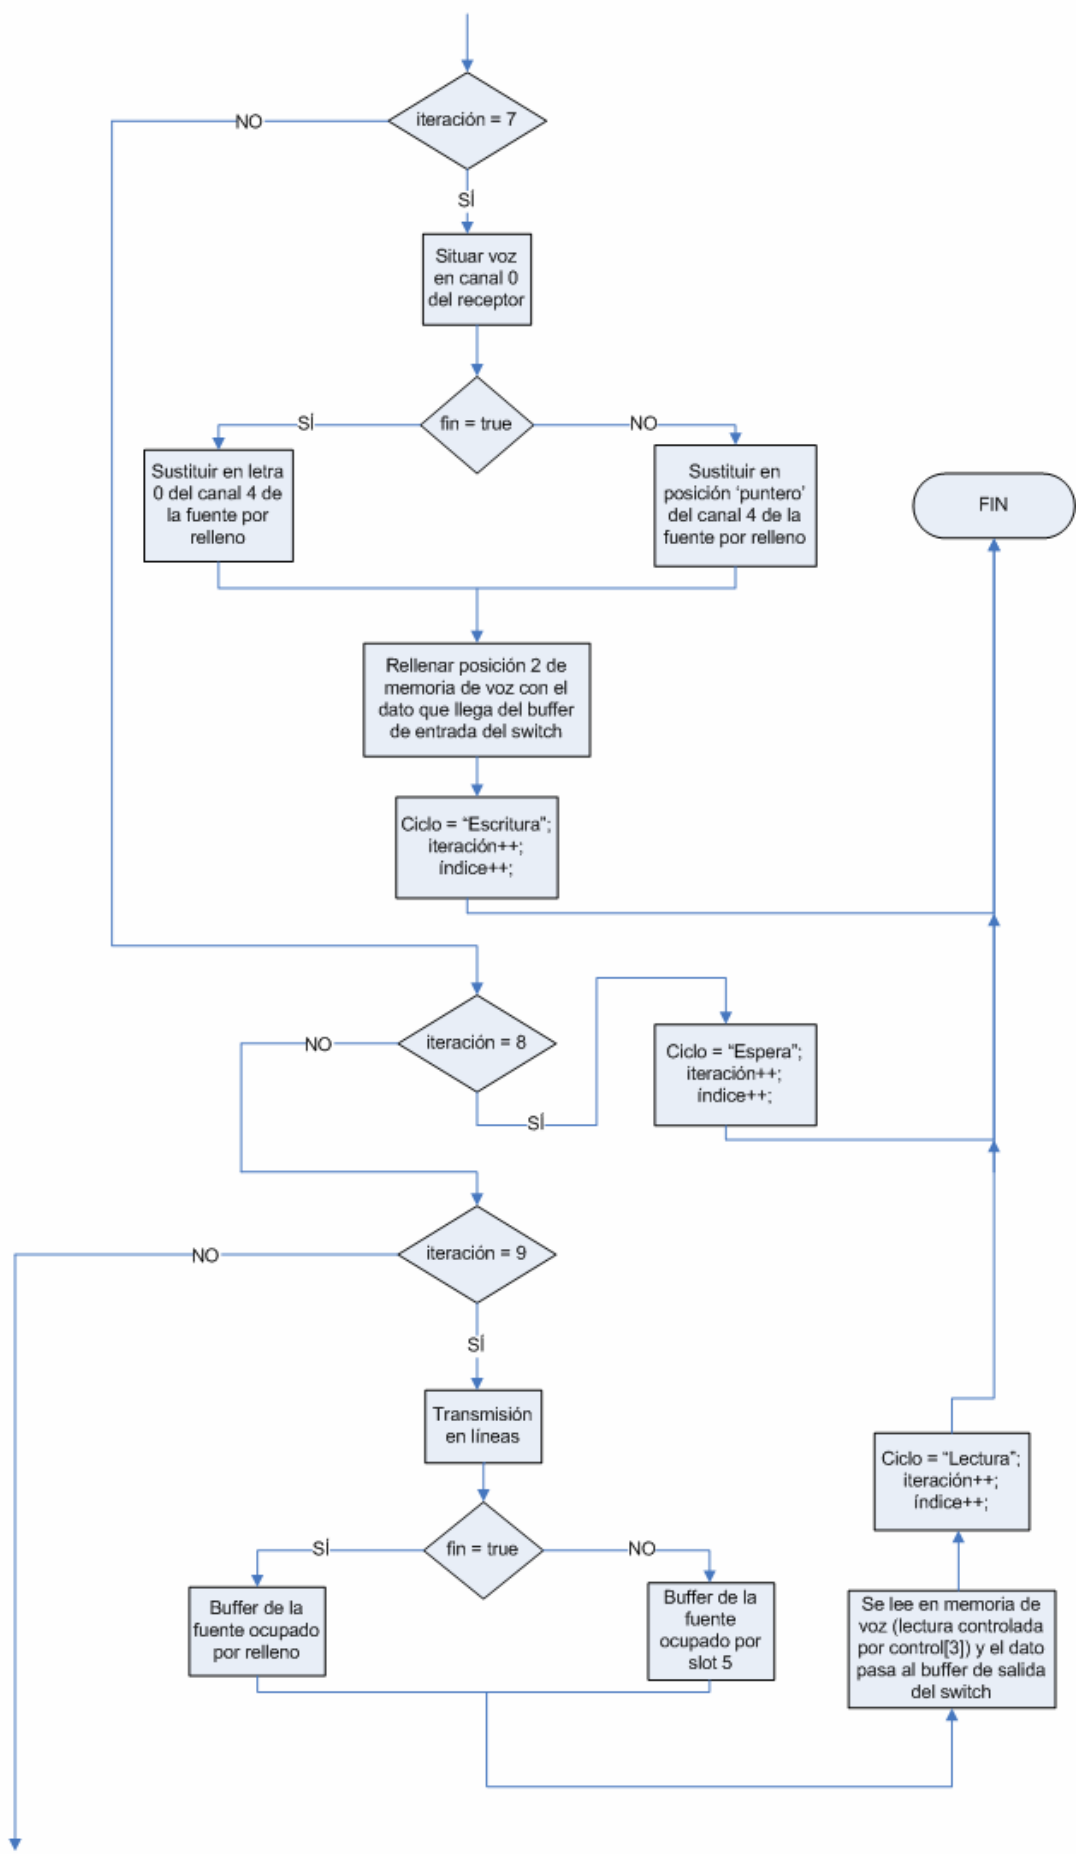 iteración = 7
NO
SÍ
Situar voz
en canal 0
del receptor
fin = true
SÍ
NO
Sustituir en letra
0 del canal 4 de
la fuente por
relleno
Sustituir en
posición ‘puntero’
del canal 4 de la
fuente por relleno
FIN
Rellenar posición 2 de
memoria de voz con el
dato que llega del buffer
de entrada del switch
Ciclo = “Escritura”;
iteración++;
índice++;
iteración = 8
NO
SÍ
Ciclo = “Espera”;
iteración++;
índice++;
iteración = 9
NO
SÍ
Transmisión
en líneas
fin = true
SÍ
NO
Buffer de la
fuente ocupado
por relleno
Buffer de la
fuente
ocupado por
slot 5
Ciclo = “Lectura”;
iteración++;
índice++;
Se lee en memoria de
voz (lectura controlada
por control[3]) y el dato
pasa al buffer de salida
del switch